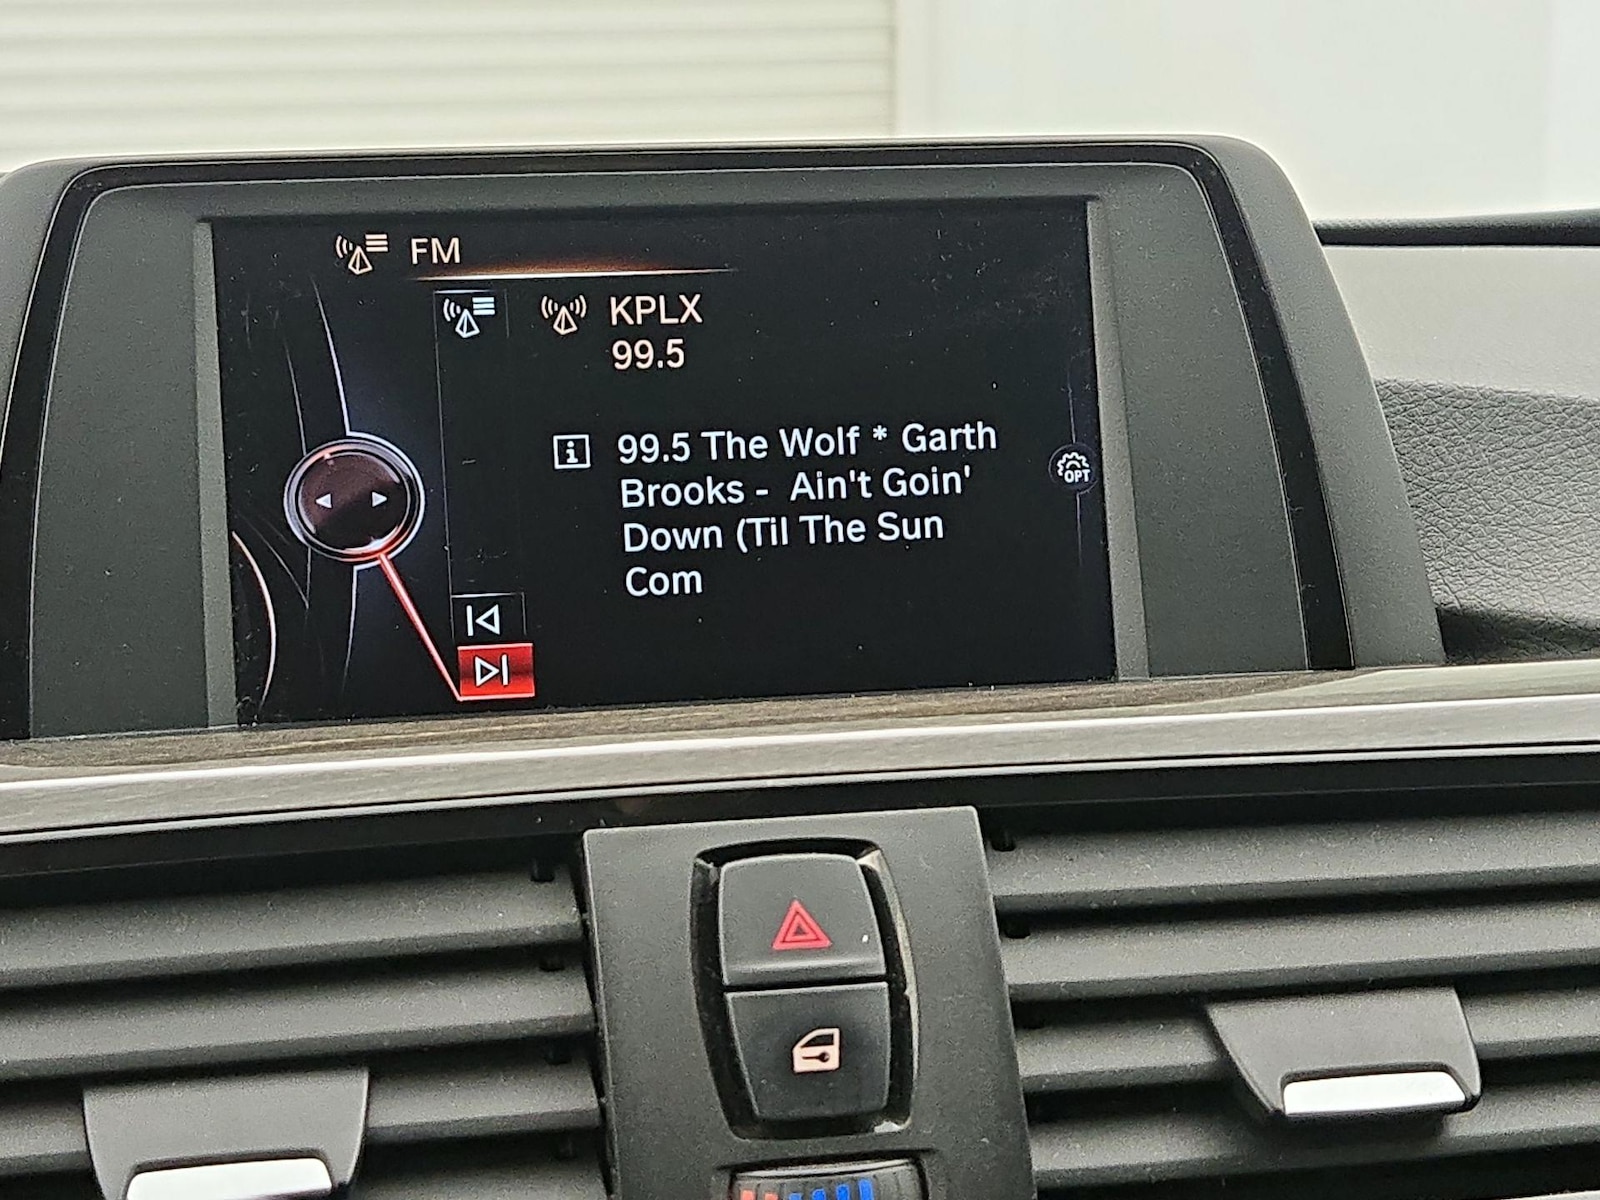 FM
KPLX
99.5
99.5 The Wolf * Garth
Brooks - Ain't Goin'
Down (Til The Sun
Com
OPT